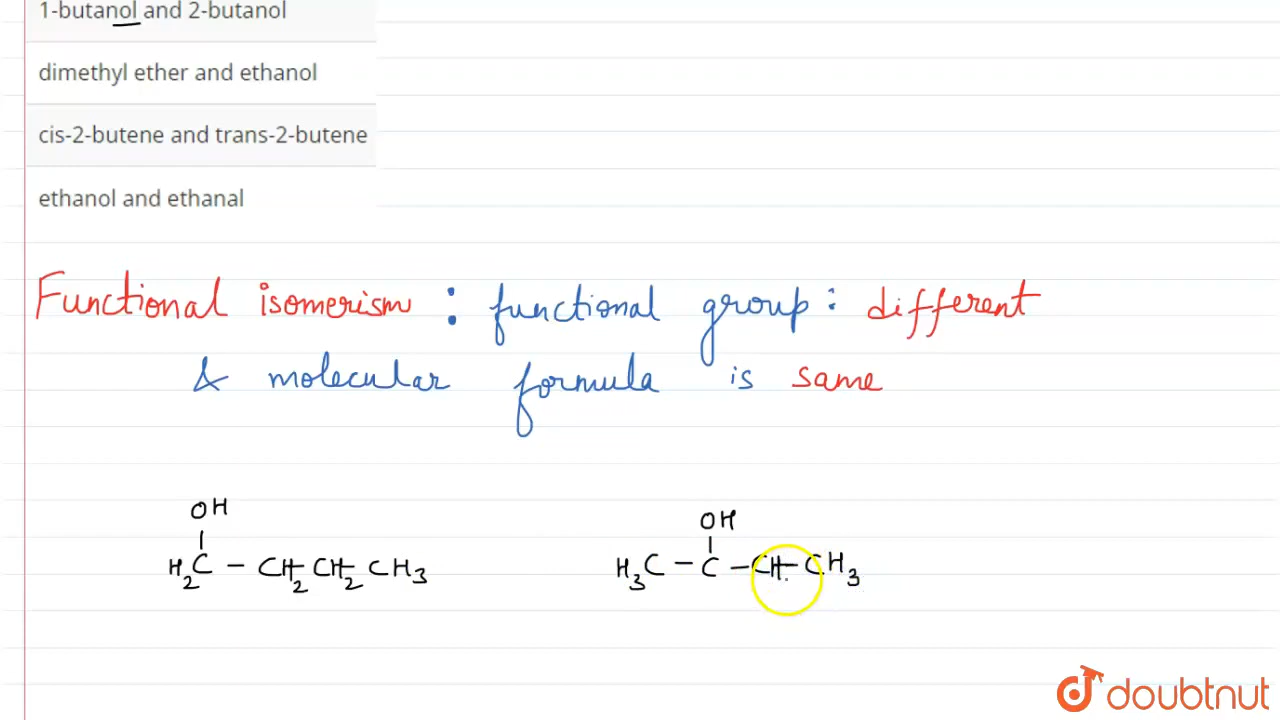 1-butanol and 2-butanol
dimethyl ether and ethanol
cis-2-butene and trans-2-butene
ethanol and ethanal
Functional isomerism : functional group : different
& molecular formula is same
OH
H2C - CH2 CH2 CH3
OH
H3C - C - CH - CH3
doubtnut